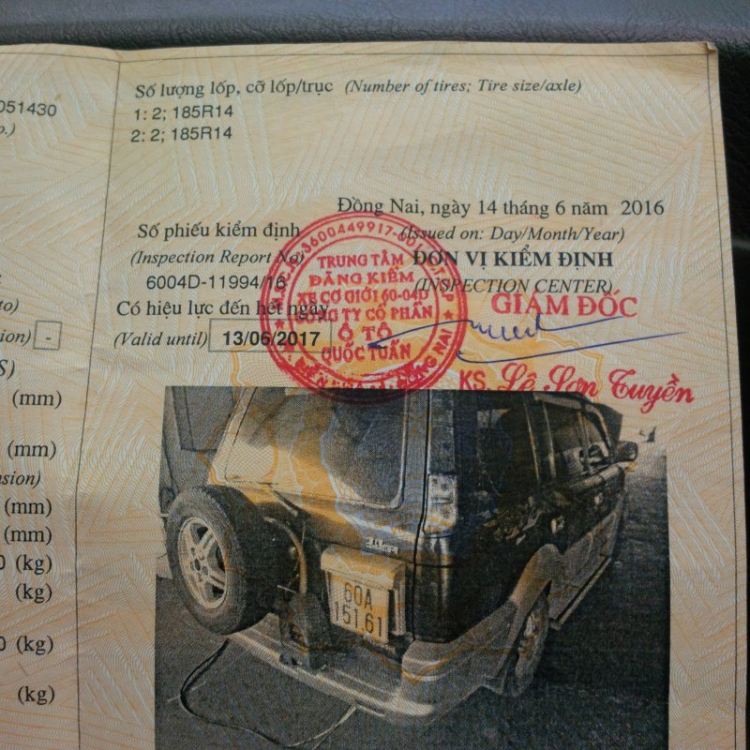 051430
Số lượng lốp, cỡ lốp/trục (Number of tires; Tire size/axle)
1: 2; 185R14
2: 2; 185R14
Đồng Nai, ngày 14 tháng 6 năm 2016
(Issued on: Day/Month/Year)
Số phiếu kiểm định
(Inspection Report No)
6004D-11994/16
ĐƠN VỊ KIỂM ĐỊNH
(INSPECTION CENTER)
Có hiệu lực đến hết ngày
(Valid until) 13/06/2017
TRUNG TÂM
ĐĂNG KIỂM
XE CƠ GIỚI 60-04D
CÔNG TY CỔ PHẦN
Ô TÔ
QUỐC TUẤN
GIÁM ĐỐC
KS. Lê Sơn Tuyền
(mm)
(mm)
(mm)
(mm)
(kg)
(kg)
(kg)
(kg)
60A
151.61